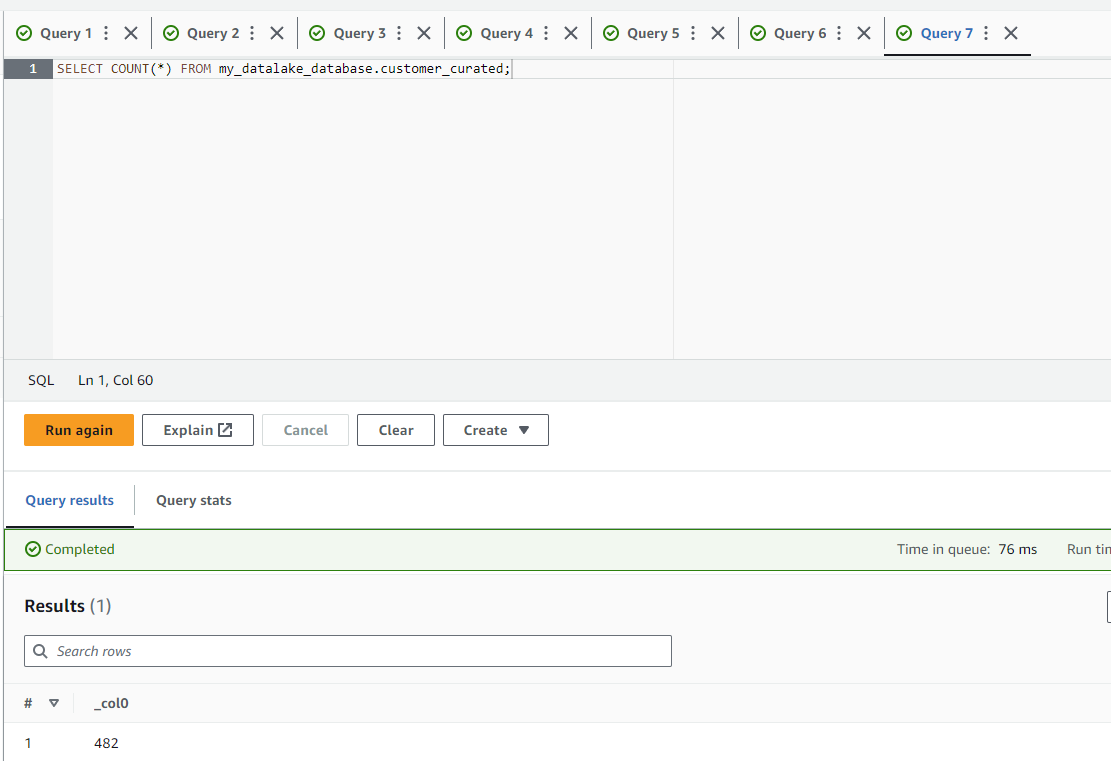 Query 1 Query 2 Query 3 Query 4 Query 5 Query 6 Query 7
1 SELECT COUNT(*) FROM my_datalake_database.customer_curated;
SQL Ln 1, Col 60
Run again Explain Cancel Clear Create
Query results Query stats
Completed Time in queue: 76 ms Run
Results (1)
Search rows
# _col0
1 482